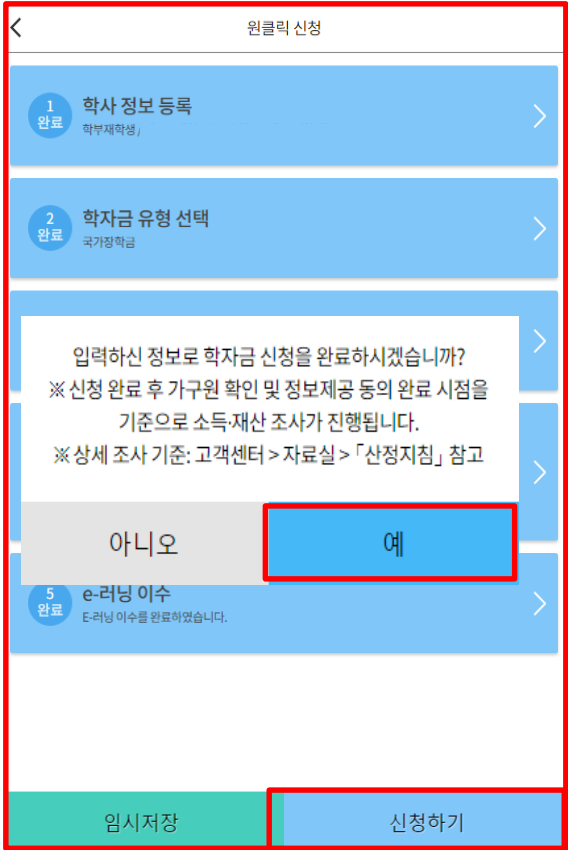 원클릭 신청
1
완료
학사 정보 등록
학부재학생/
2
완료
학자금 유형 선택
국가장학금
입력하신 정보로 학자금 신청을 완료하시겠습니까?
※ 신청 완료 후 가구원 확인 및 정보제공 동의 완료 시점을
기준으로 소득·재산 조사가 진행됩니다.
※ 상세 조사 기준: 고객센터 > 자료실 > 「산정지침」 참고
아니오
예
5
완료
e-러닝 이수
E-러닝 이수를 완료하였습니다.
임시저장
신청하기